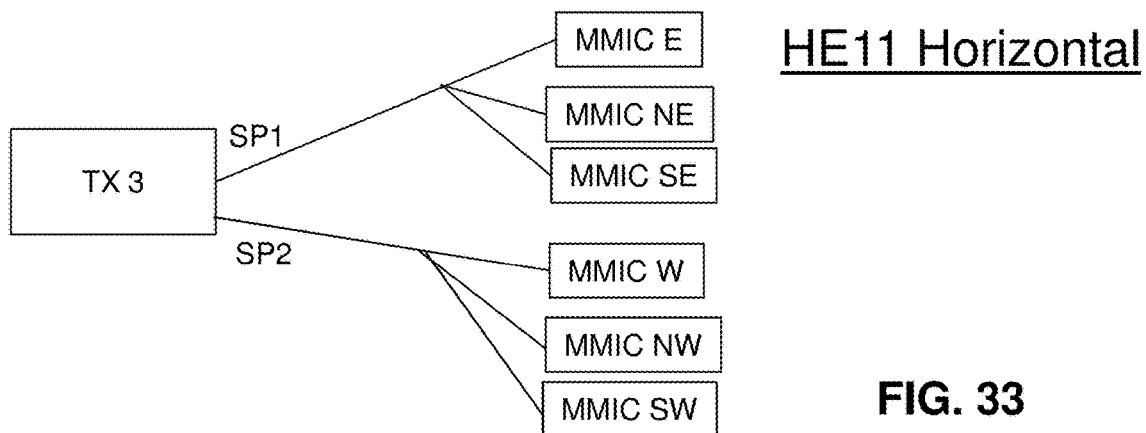 MMIC E
HE11 Horizontal
MMIC NE
SP1
MMIC SE
TX 3
SP2
MMIC W
MMIC NW
MMIC SW
FIG. 33